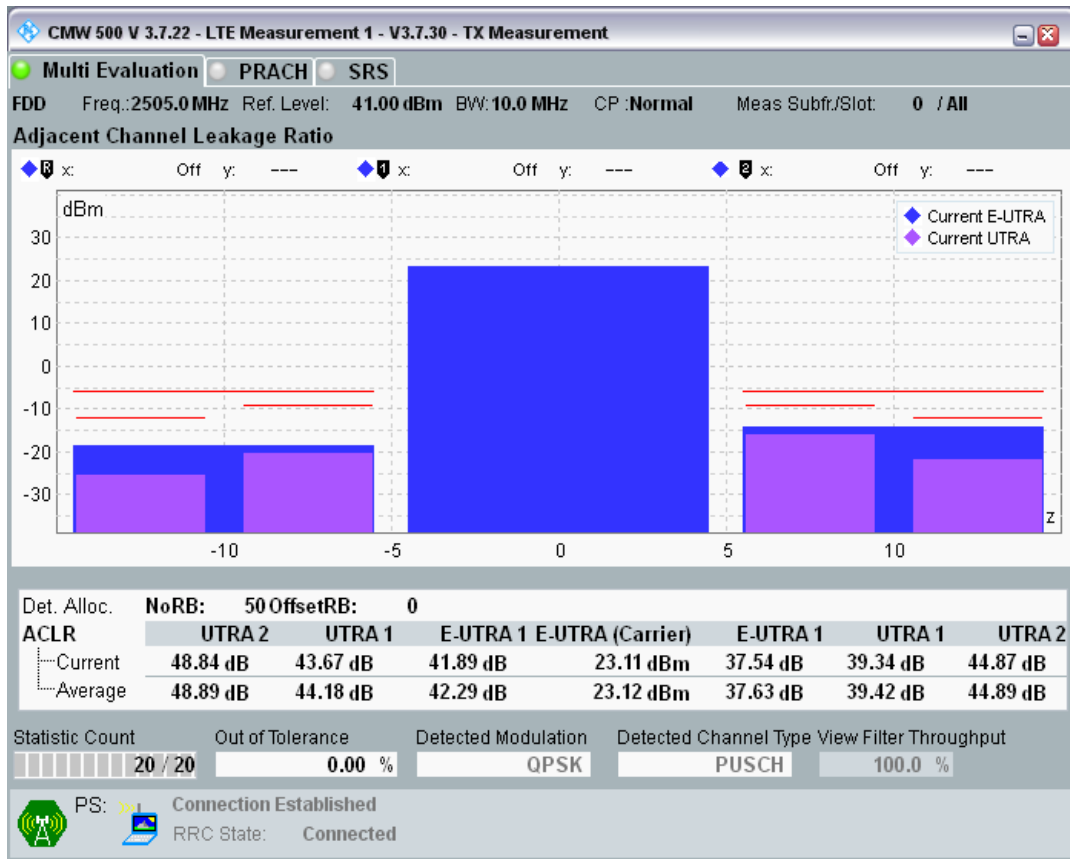 CMW 500 V 3.7.22 - LTE Measurement 1 - V3.7.30 - TX Measurement
Multi Evaluation PRACH SRS
FDD Freq.:2505.0 MHz Ref. Level: 41.00 dBm BW:10.0 MHz CP :Normal Meas Subfr./Slot: 0 / All
Adjacent Channel Leakage Ratio
R x: Off y: --- 1 x: Off y: --- 2 x: Off y: ---
dBm
Current E-UTRA
Current UTRA
30
20
10
0
-10
-20
-30
z
-10 -5 0 5 10
Det. Alloc. NoRB: 50 OffsetRB: 0
ACLR UTRA 2 UTRA 1 E-UTRA 1 E-UTRA (Carrier) E-UTRA 1 UTRA 1 UTRA 2
Current 48.84 dB 43.67 dB 41.89 dB 23.11 dBm 37.54 dB 39.34 dB 44.87 dB
Average 48.89 dB 44.18 dB 42.29 dB 23.12 dBm 37.63 dB 39.42 dB 44.89 dB
Statistic Count Out of Tolerance Detected Modulation Detected Channel Type View Filter Throughput
20 / 20 0.00 % QPSK PUSCH 100.0 %
PS: Connection Established
RRC State: Connected